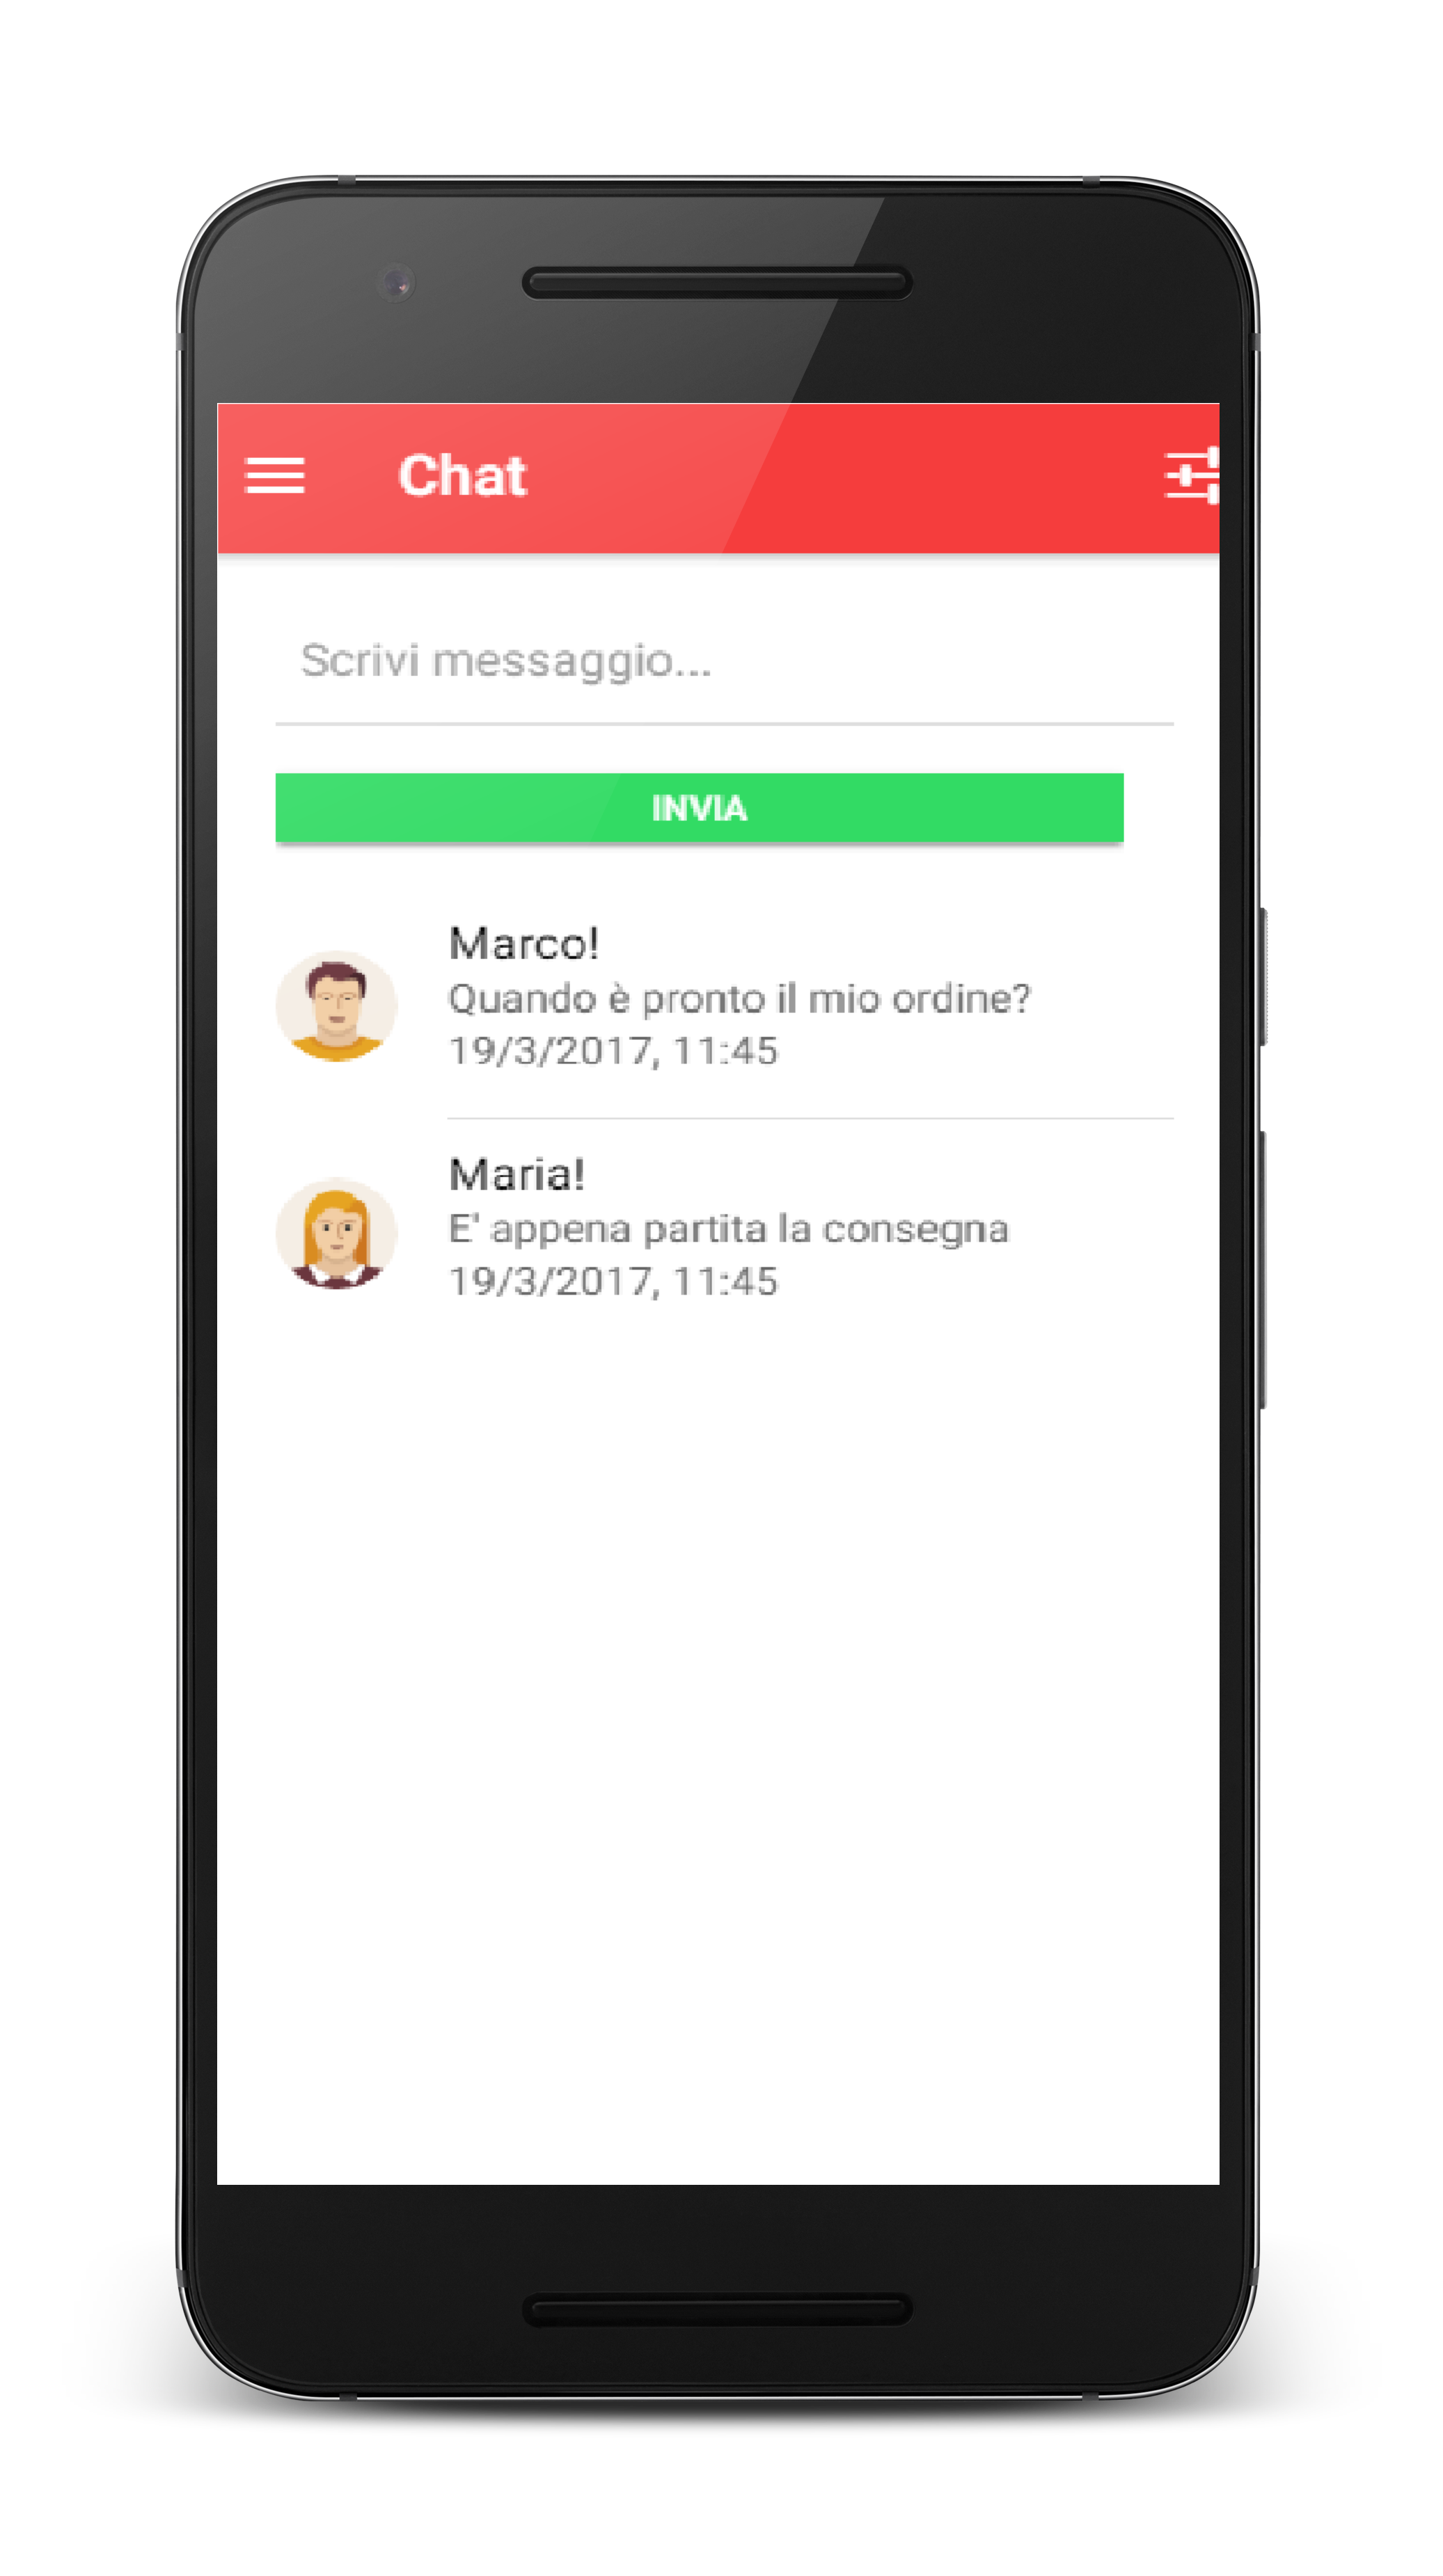 Chat
Scrivi messaggio...
INVIA
Marco!
Quando è pronto il mio ordine?
19/3/2017, 11:45
Maria!
E' appena partita la consegna
19/3/2017, 11:45